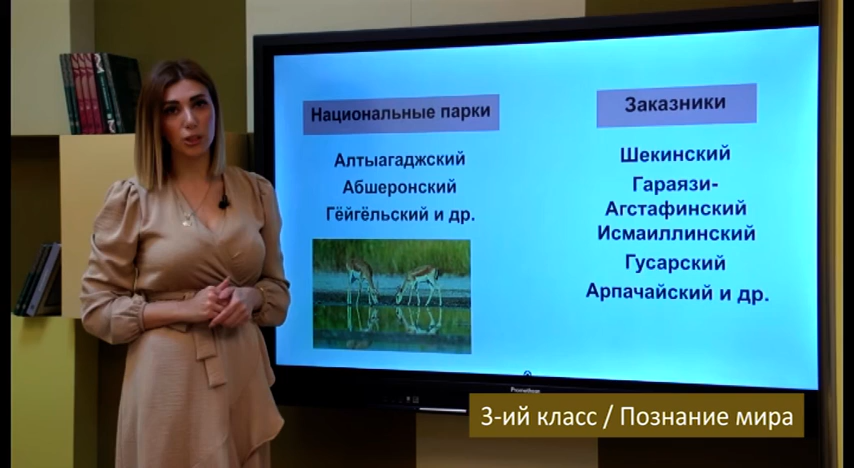 Национальные парки
Алтыагаджский
Абшеронский
Гёйгёльский и др.
Заказники
Шекинский
Гараязи-
Агстафинский
Исмаиллинский
Гусарский
Арпачайский и др.
Promethean
3-ий класс / Познание мира